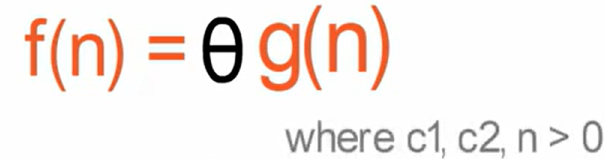 f(n) = θ g(n)
where c1, c2, n > 0